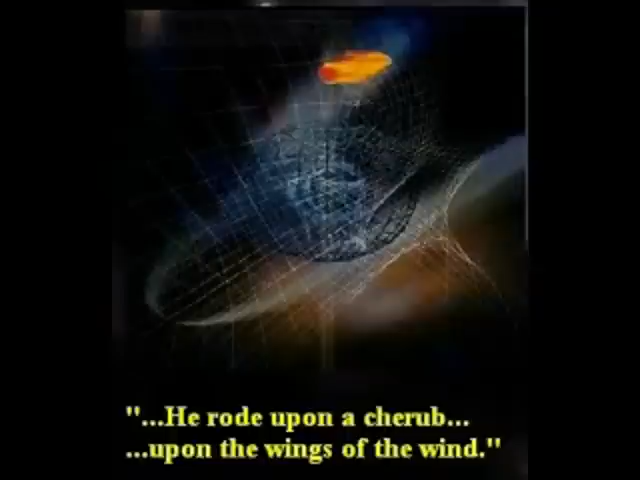 "...He rode upon a cherub...
...upon the wings of the wind."